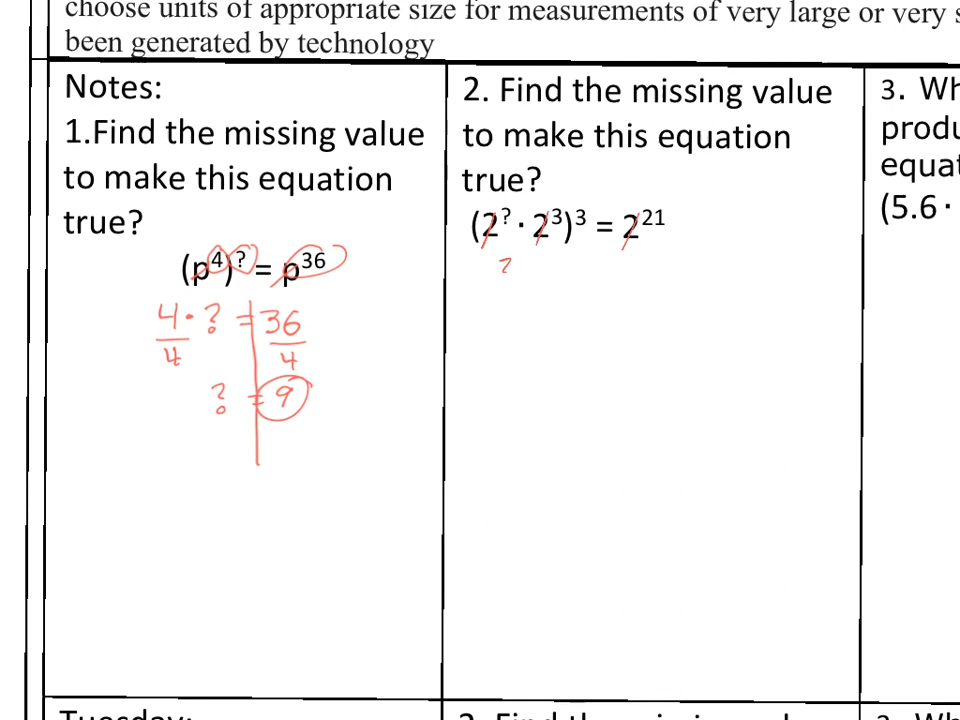 choose units of appropriate size for measurements of very large or very
been generated by technology
Notes:
1.Find the missing value
to make this equation
true?
(p⁴)^? = p³⁶
4 · ? = 36
4 4
? = 9
2. Find the missing value
to make this equation
true?
(2^? · 2³)³ = 2²¹
?
3. Wh
produ
equat
(5.6 ·
Tuesday: